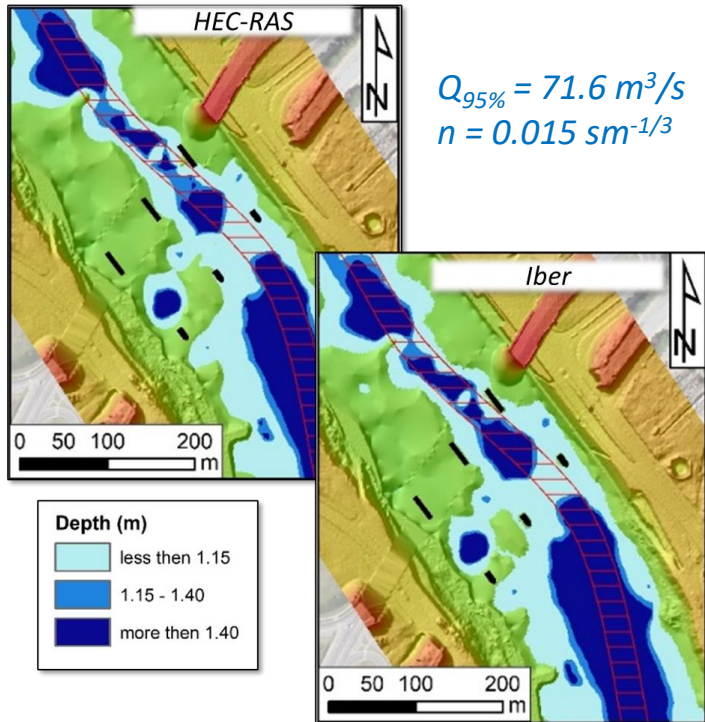 HEC-RAS
N
Q95% = 71.6 m³/s
n = 0.015 sm-1/3
Iber
N
0 50 100 200
m
Depth (m)
less then 1.15
1.15 - 1.40
more then 1.40
0 50 100 200
m